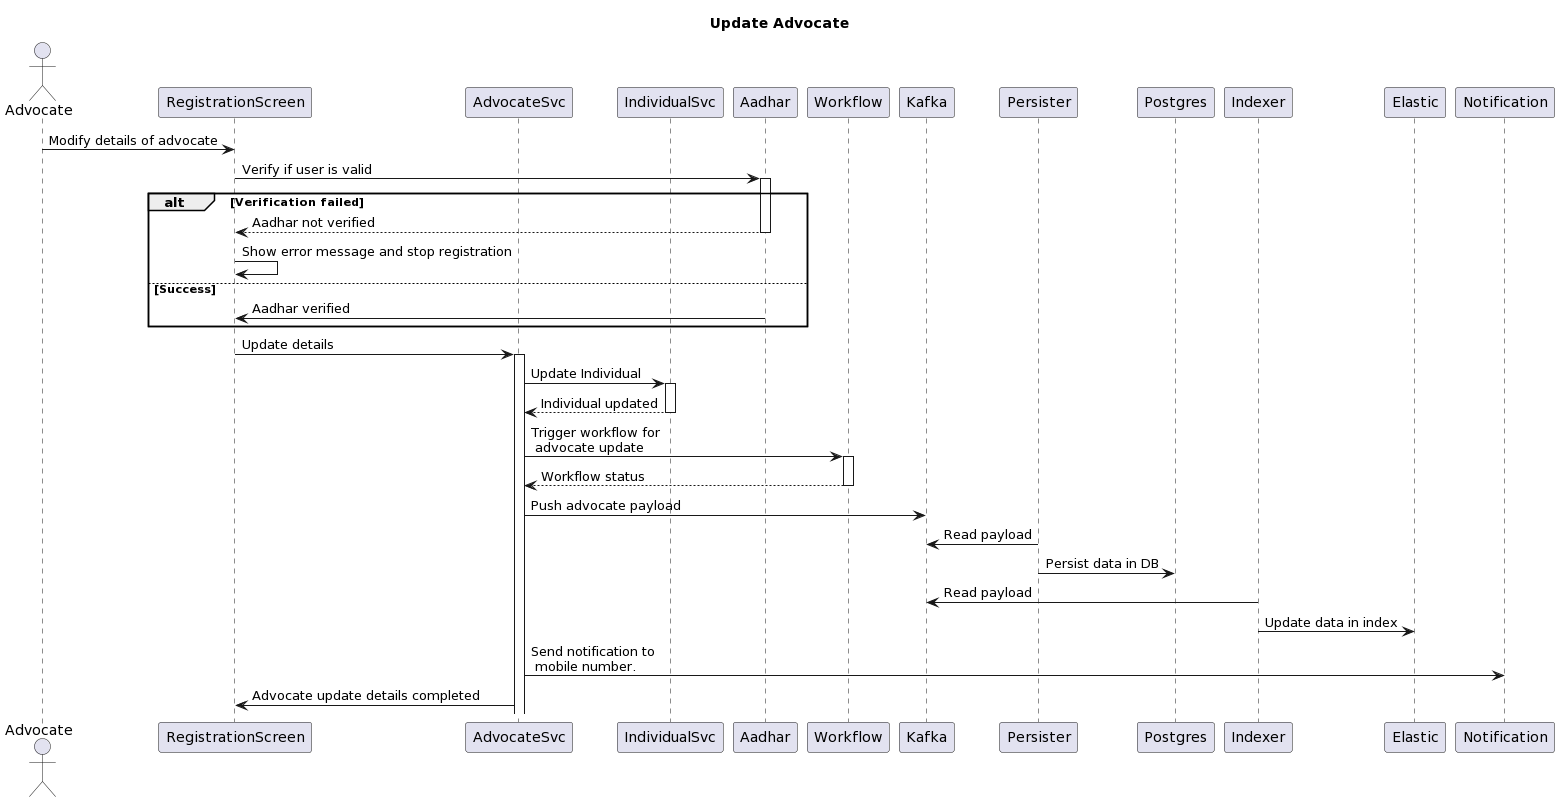 Update Advocate
Advocate
RegistrationScreen
AdvocateSvc
IndividualSvc
Aadhar
Workflow
Kafka
Persister
Postgres
Indexer
Elastic
Notification
Modify details of advocate
Verify if user is valid
alt
[Verification failed]
Aadhar not verified
Show error message and stop registration
[Success]
Aadhar verified
Update details
Update Individual
Individual updated
Trigger workflow for
advocate update
Workflow status
Push advocate payload
Read payload
Persist data in DB
Read payload
Update data in index
Send notification to
mobile number.
Advocate update details completed
Advocate
RegistrationScreen
AdvocateSvc
IndividualSvc
Aadhar
Workflow
Kafka
Persister
Postgres
Indexer
Elastic
Notification